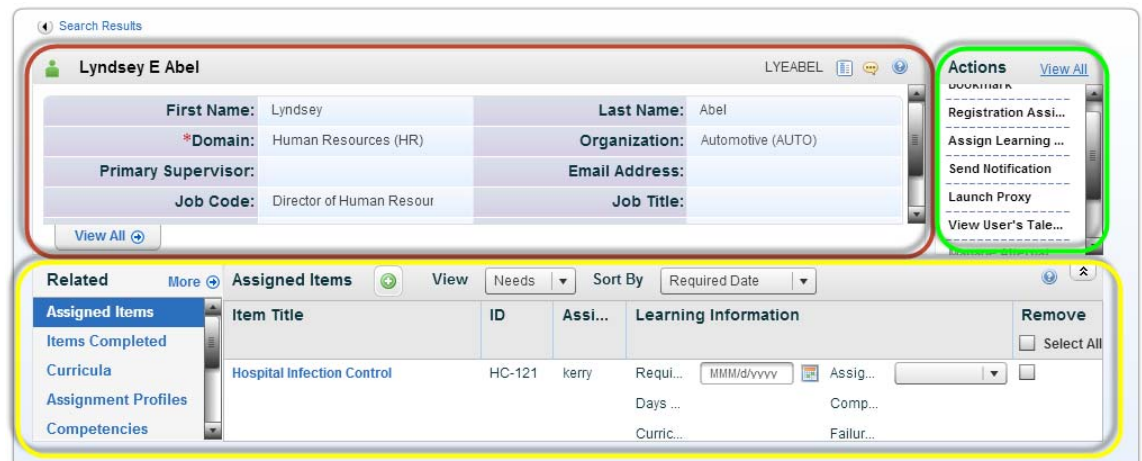 Search Results
Lyndsey E Abel LYEABEL
First Name: Lyndsey Last Name: Abel
*Domain: Human Resources (HR) Organization: Automotive (AUTO)
Primary Supervisor: Email Address:
Job Code: Director of Human Resour Job Title:
View All
Actions View All
Bookmark
Registration Assi...
Assign Learning ...
Send Notification
Launch Proxy
View User's Tale...
Related More
Assigned Items
Items Completed
Curricula
Assignment Profiles
Competencies
Assigned Items View Needs Sort By Required Date
Item Title ID Assi... Learning Information Remove
Select All
Hospital Infection Control HC-121 kerry Requi... MMM/d/yyyy Assig...
Days ... Comp...
Curric... Failur...